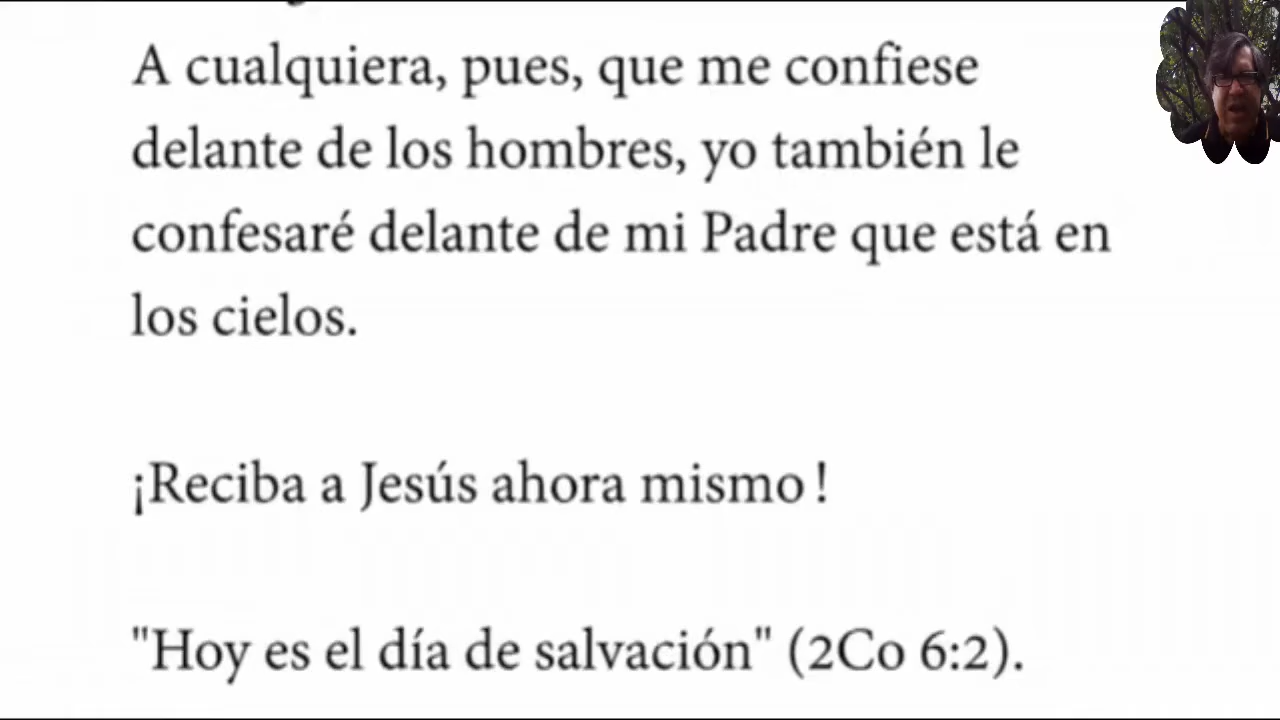 A cualquiera, pues, que me confiese
delante de los hombres, yo también le
confesaré delante de mi Padre que está en
los cielos.
¡Reciba a Jesús ahora mismo!
"Hoy es el día de salvación" (2Co 6:2).